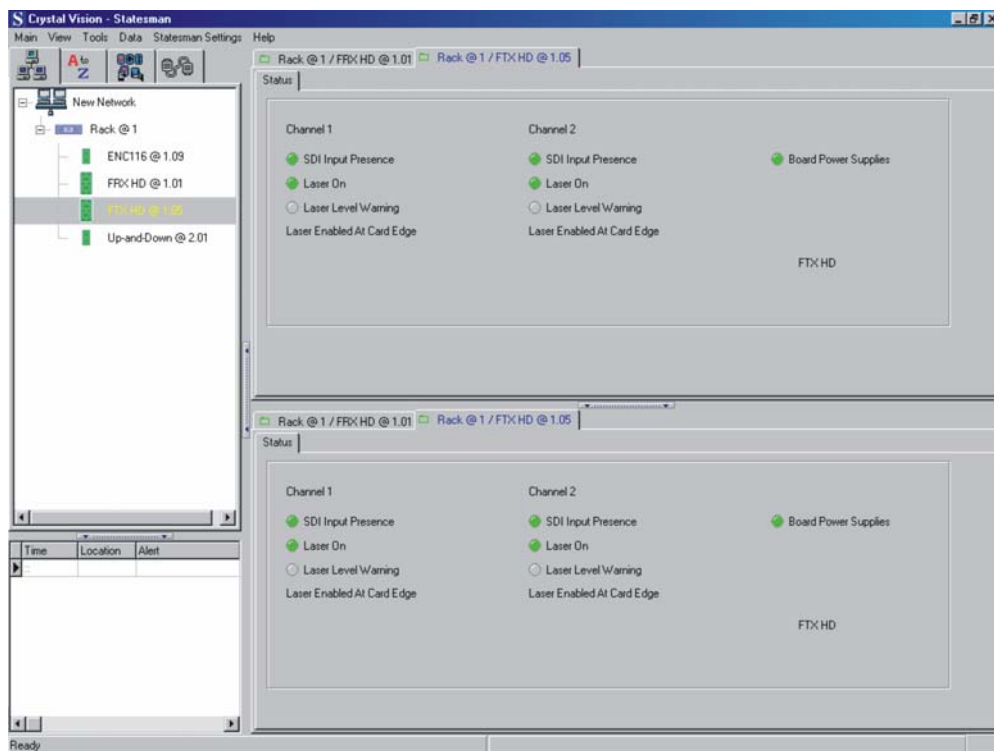 Crystal Vision - Statesman
Main View Tools Data Statesman Settings Help
A to Z
New Network
Rack @ 1
ENC116 @ 1.09
FRX HD @ 1.01
FTX HD @ 1.05
Up-and-Down @ 2.01
Time Location Alert
Rack @ 1 / FRX HD @ 1.01 Rack @ 1 / FTX HD @ 1.05
Status
Channel 1 Channel 2
SDI Input Presence SDI Input Presence Board Power Supplies
Laser On Laser On
Laser Level Warning Laser Level Warning
Laser Enabled At Card Edge Laser Enabled At Card Edge
FTX HD
Rack @ 1 / FRX HD @ 1.01 Rack @ 1 / FTX HD @ 1.05
Status
Channel 1 Channel 2
SDI Input Presence SDI Input Presence Board Power Supplies
Laser On Laser On
Laser Level Warning Laser Level Warning
Laser Enabled At Card Edge Laser Enabled At Card Edge
FTX HD
Ready